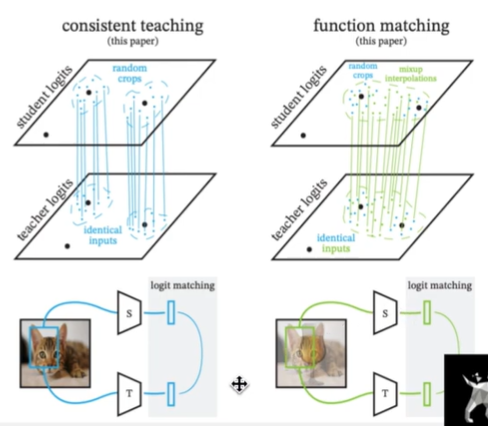 consistent teaching
(this paper)
random
crops
student logits
teacher logits
identical
inputs
logit matching
S
T
function matching
(this paper)
random
crops
mixup
interpolations
student logits
teacher logits
identical
inputs
logit matching
S
T